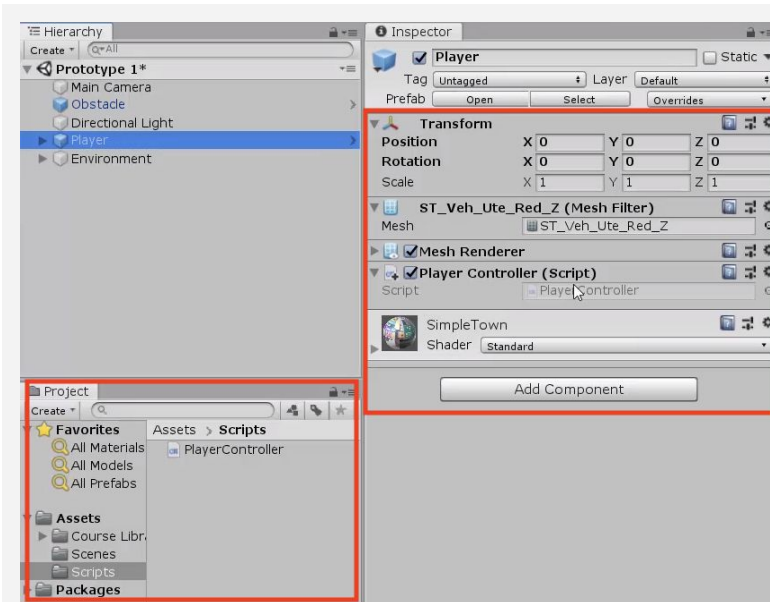 Hierarchy
Create
All
Prototype 1*
Main Camera
Obstacle
Directional Light
Player
Environment
Inspector
Player
Static
Tag Untagged Layer Default
Prefab Open Select Overrides
Transform
Position X 0 Y 0 Z 0
Rotation X 0 Y 0 Z 0
Scale X 1 Y 1 Z 1
ST_Veh_Ute_Red_Z (Mesh Filter)
Mesh ST_Veh_Ute_Red_Z
Mesh Renderer
Player Controller (Script)
Script PlayerController
SimpleTown
Shader Standard
Add Component
Project
Create
Favorites
All Materials
All Models
All Prefabs
Assets
Course Libr
Scenes
Scripts
Packages
Assets > Scripts
PlayerController